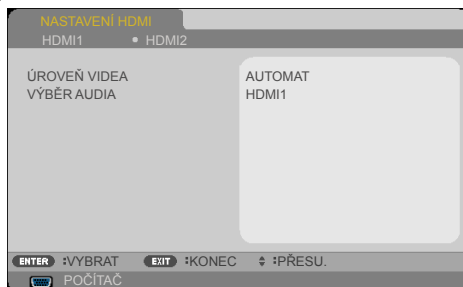 NASTAVENÍ HDMI
HDMI1 • HDMI2
ÚROVEŇ VIDEA AUTOMAT
VÝBĚR AUDIA HDMI1
ENTER :VYBRAT EXIT :KONEC :PŘESU.
POČÍTAČ